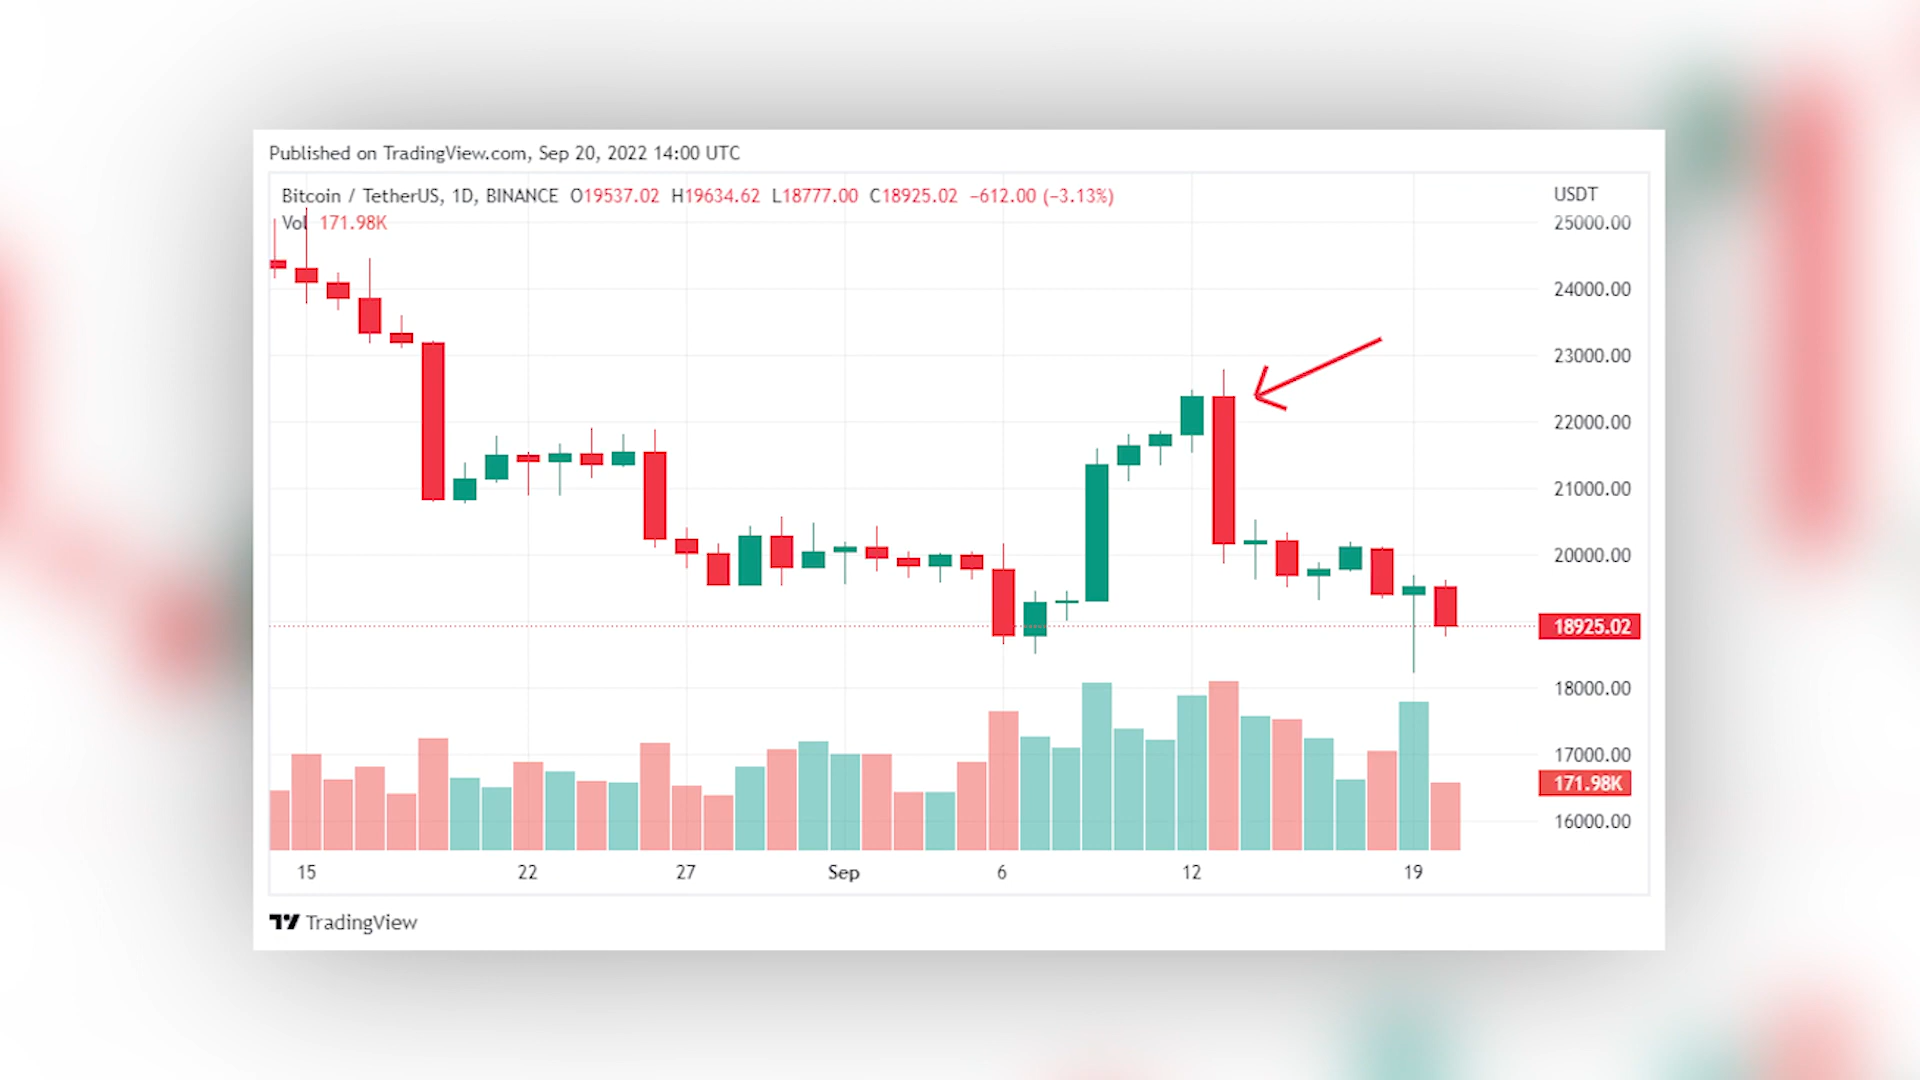 Published on TradingView.com, Sep 20, 2022 14:00 UTC
Bitcoin / TetherUS, 1D, BINANCE O19537.02 H19634.62 L18777.00 C18925.02 −612.00 (−3.13%)
USDT
Vol 171.98K
25000.00
24000.00
23000.00
22000.00
21000.00
20000.00
18925.02
18000.00
17000.00
171.98K
16000.00
15 22 27 Sep 6 12 19
TradingView